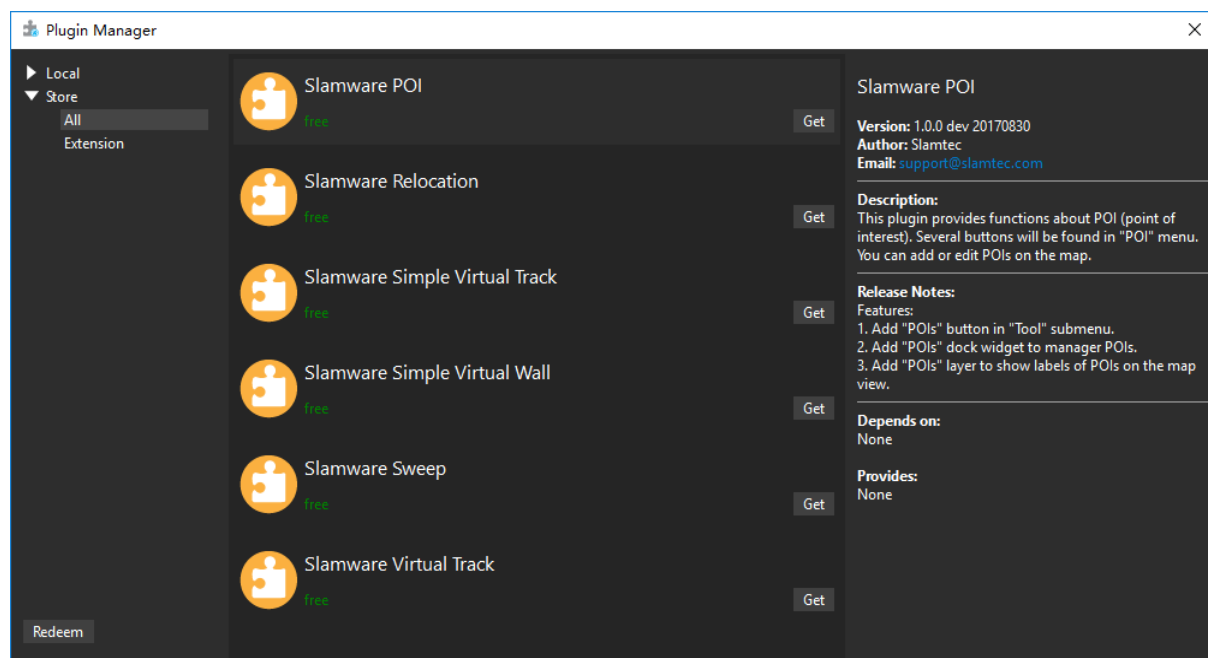 Plugin Manager
Local
Store
All
Extension
Redeem
Slamware POI
free
Get
Slamware Relocation
free
Get
Slamware Simple Virtual Track
free
Get
Slamware Simple Virtual Wall
free
Get
Slamware Sweep
free
Get
Slamware Virtual Track
free
Get
Slamware POI
Version: 1.0.0 dev 20170830
Author: Slamtec
Email: support@slamtec.com
Description:
This plugin provides functions about POI (point of
interest). Several buttons will be found in "POI" menu.
You can add or edit POIs on the map.
Release Notes:
Features:
1. Add "POIs" button in "Tool" submenu.
2. Add "POIs" dock widget to manager POIs.
3. Add "POIs" layer to show labels of POIs on the map
view.
Depends on:
None
Provides:
None